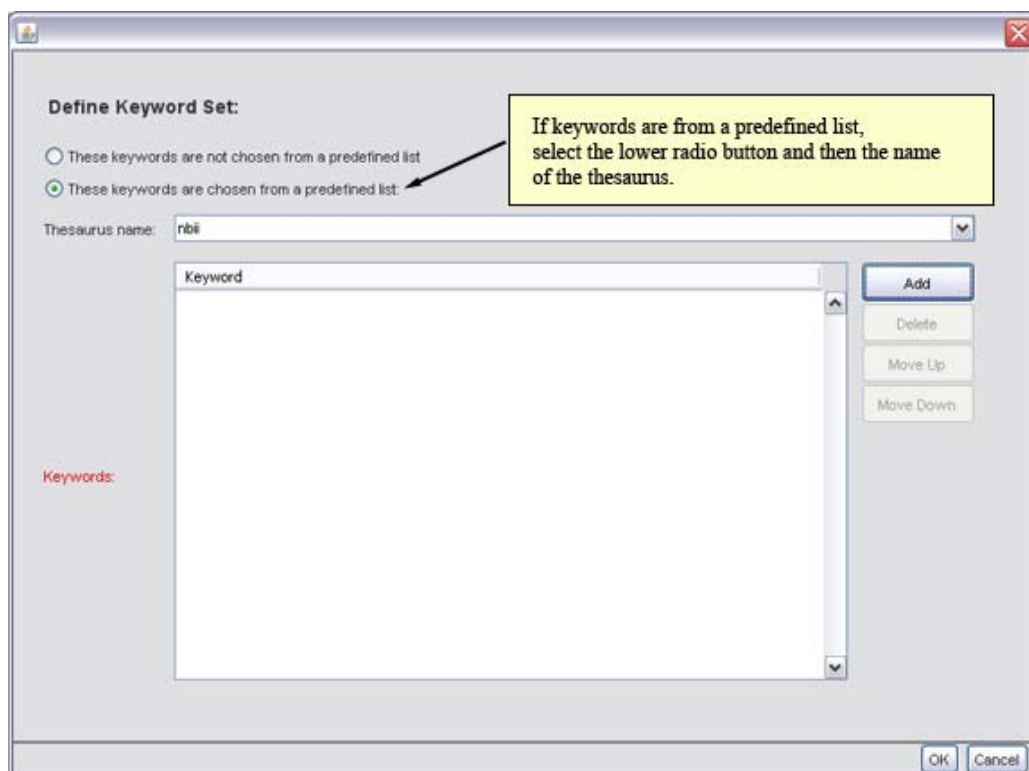 Define Keyword Set:
If keywords are from a predefined list,
select the lower radio button and then the name
of the thesaurus.
These keywords are not chosen from a predefined list
These keywords are chosen from a predefined list:
Thesaurus name:
nbii
Keyword
Add
Delete
Move Up
Move Down
Keywords:
OK
Cancel